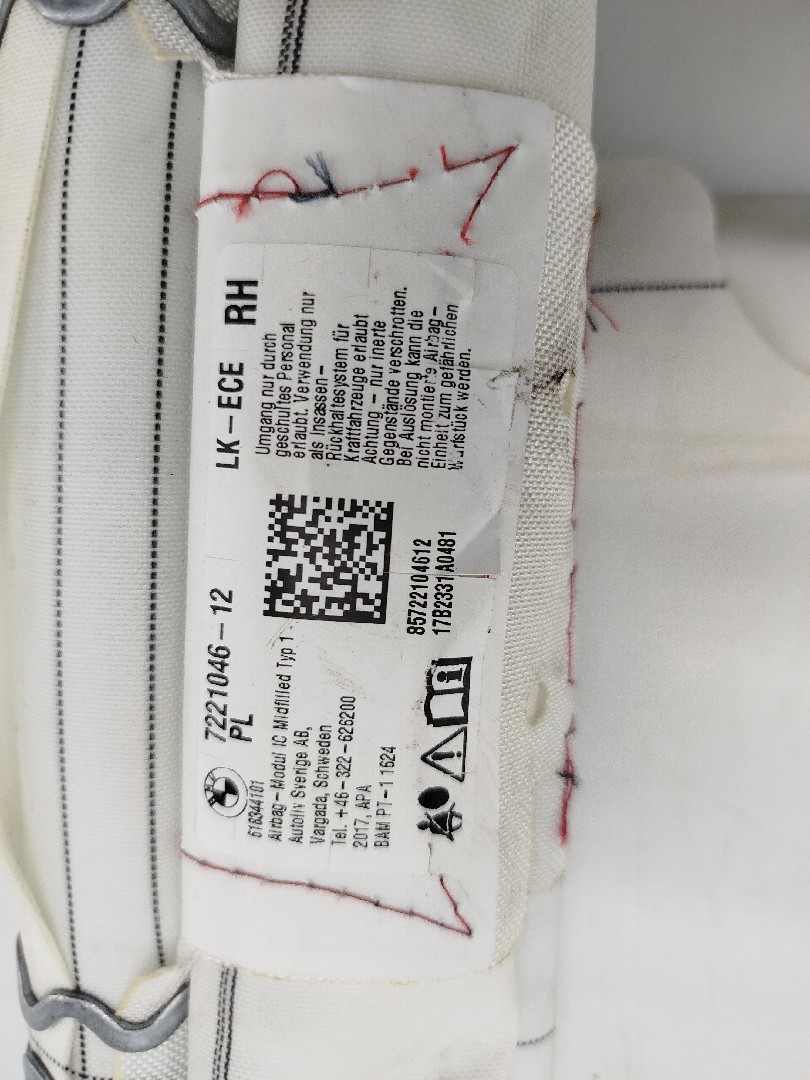 7221046-12
PL
LK-ECE RH
618344101
Airbag-Modul IC Midfilled Typ 1
Autoliv Sverige AB,
Vargada, Schweden
Tel. +46-322-626200
2017, APA
BAM PT-1 1624
Umgang nur durch
geschultes Personal
erlaubt. Verwendung nur
als Insassen-
Rückhaltesystem für
Kraftfahrzeuge erlaubt
Achtung - nur inerte
Gegenstände verschrotten.
Bei Auslösung kann die
nicht montierte Airbag-
Einheit zum gefährlichen
Wurfstück werden.
85722104612
17B2331A0481